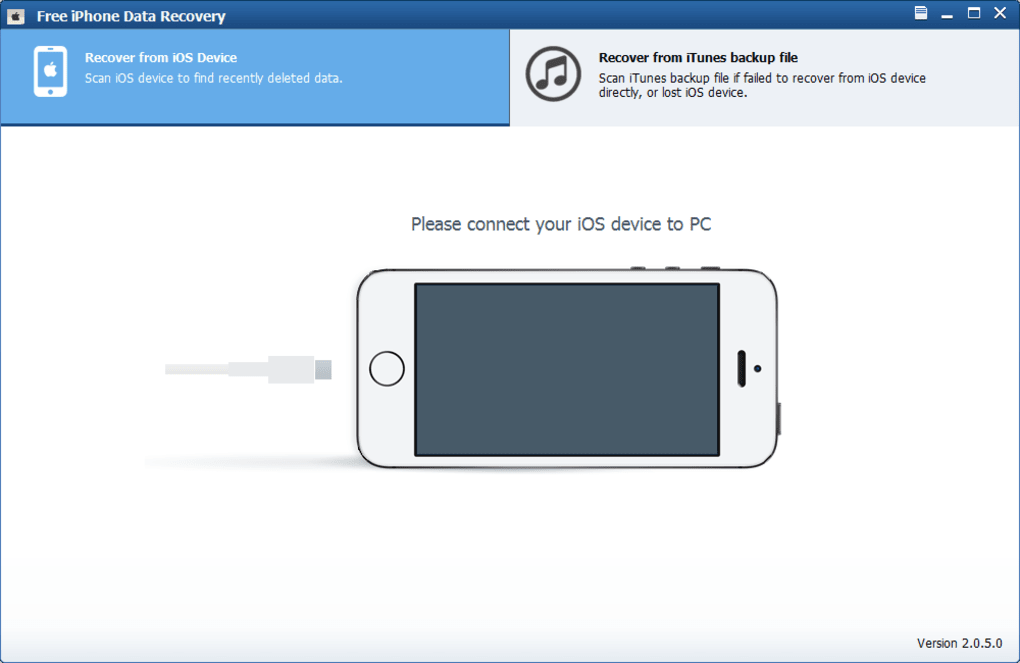 Free iPhone Data Recovery
Recover from iOS Device
Scan iOS device to find recently deleted data.
Recover from iTunes backup file
Scan iTunes backup file if failed to recover from iOS device
directly, or lost iOS device.
Please connect your iOS device to PC
Version 2.0.5.0